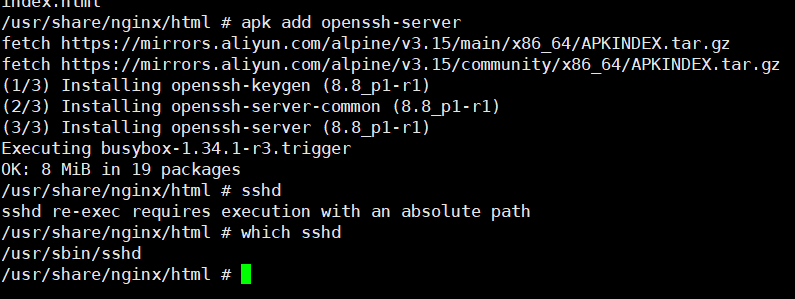 index.html
/usr/share/nginx/html # apk add openssh-server
fetch https://mirrors.aliyun.com/alpine/v3.15/main/x86_64/APKINDEX.tar.gz
fetch https://mirrors.aliyun.com/alpine/v3.15/community/x86_64/APKINDEX.tar.gz
(1/3) Installing openssh-keygen (8.8_p1-r1)
(2/3) Installing openssh-server-common (8.8_p1-r1)
(3/3) Installing openssh-server (8.8_p1-r1)
Executing busybox-1.34.1-r3.trigger
OK: 8 MiB in 19 packages
/usr/share/nginx/html # sshd
sshd re-exec requires execution with an absolute path
/usr/share/nginx/html # which sshd
/usr/sbin/sshd
/usr/share/nginx/html #